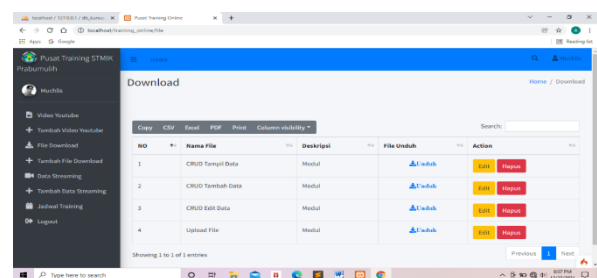 localhost / 127.0.0.1 / db_kursu
Pusat Training Online
localhost/training_online/file
Apps
Google
Reading list
Pusat Training STMIK
Prabumulih
Home
Muchlis
Muchlis
Download
Home / Download
Video Youtube
Tambah Video Youtube
File Download
Tambah File Download
Data Streaming
Tambah Data Streaming
Jadwal Training
Logout
Copy CSV Excel PDF Print Column visibility
Search:
NO Nama File Deskripsi File Unduh Action
1 CRUD Tampil Data Modul Unduh Edit Hapus
2 CRUD Tambah Data Modul Unduh Edit Hapus
3 CRUD Edit Data Modul Unduh Edit Hapus
4 Upload File Modul Unduh Edit Hapus
Showing 1 to 1 of 1 entries
Previous 1 Next
Type here to search